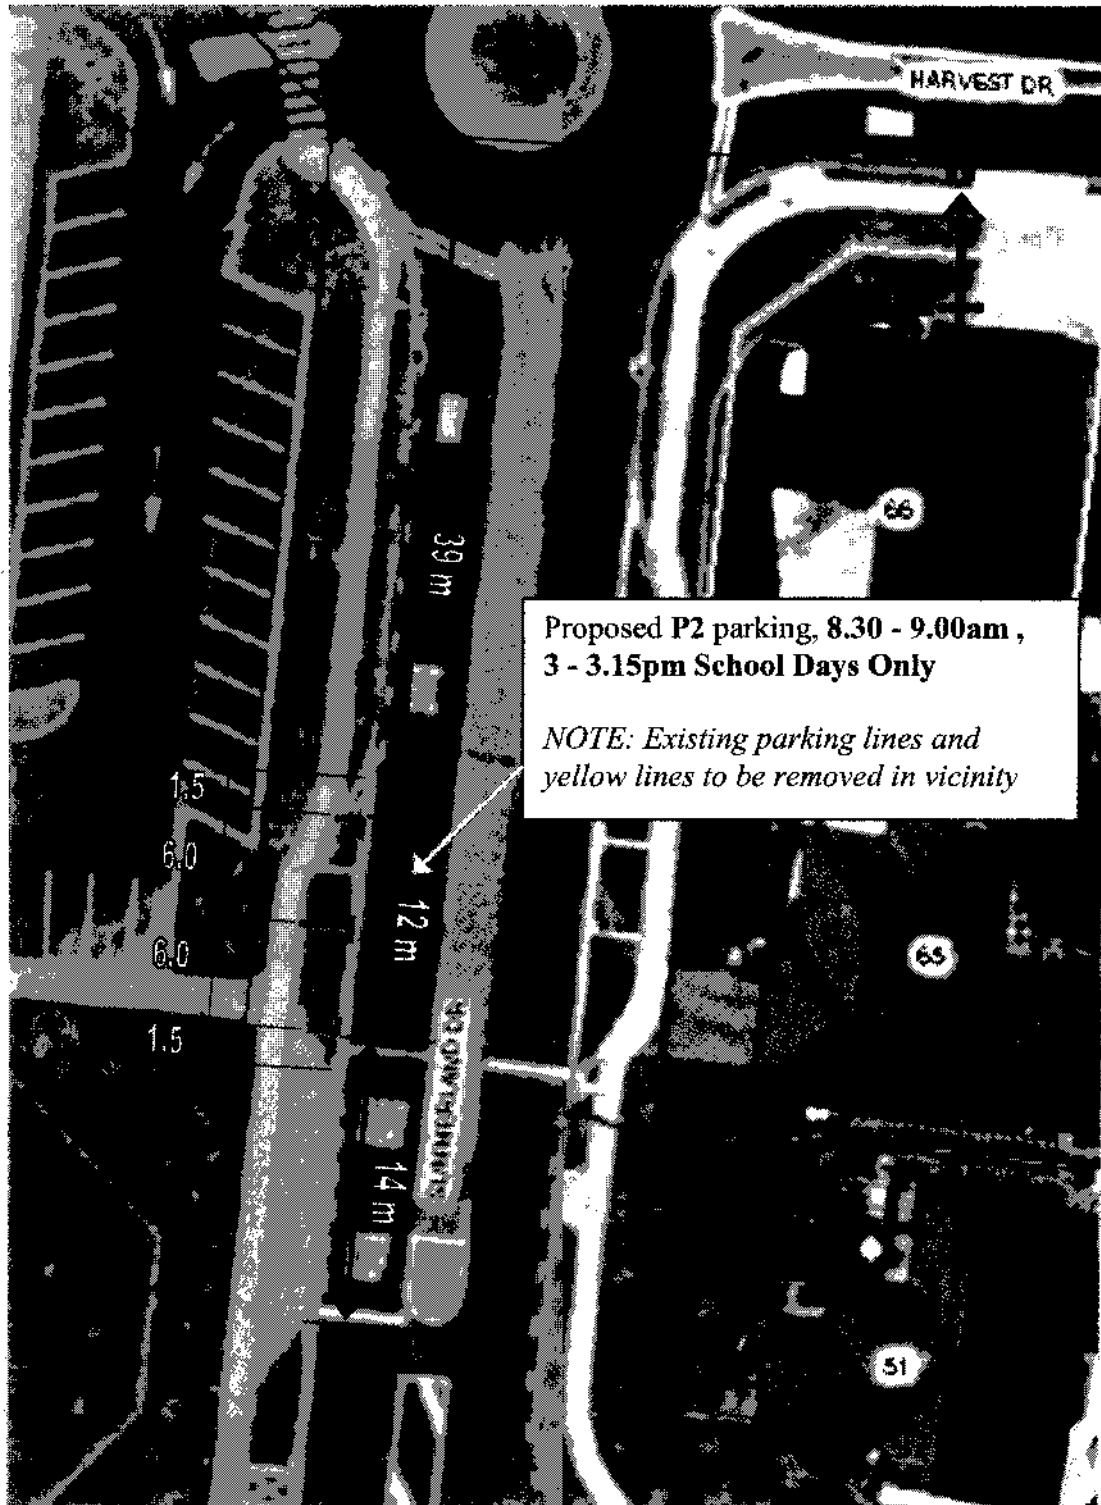 HARVEST DR
66
39 m
Proposed P2 parking, 8.30 - 9.00am ,
3 - 3.15pm School Days Only
NOTE: Existing parking lines and
yellow lines to be removed in vicinity
1.5
6.0
12 m
6.0
65
1.5
14 m
51